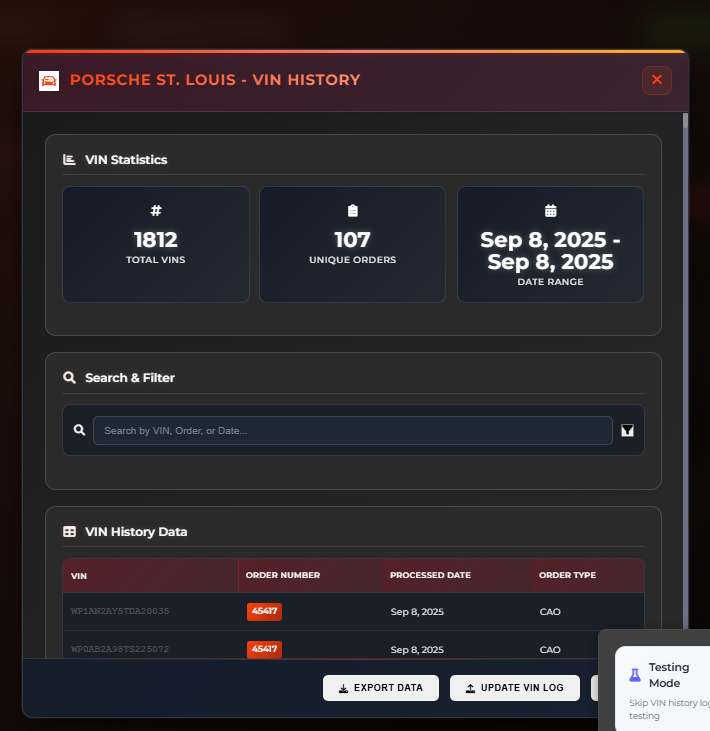 PORSCHE ST. LOUIS - VIN HISTORY
VIN Statistics
1812
TOTAL VINS
107
UNIQUE ORDERS
Sep 8, 2025 -
Sep 8, 2025
DATE RANGE
Search & Filter
Search by VIN, Order, or Date...
VIN History Data
VIN ORDER NUMBER PROCESSED DATE ORDER TYPE
WP1AH2AY5TDA20035 45417 Sep 8, 2025 CAO
WP0AB2A98TS225072 45417 Sep 8, 2025 CAO
EXPORT DATA
UPDATE VIN LOG
Testing
Mode
Skip VIN history log
testing